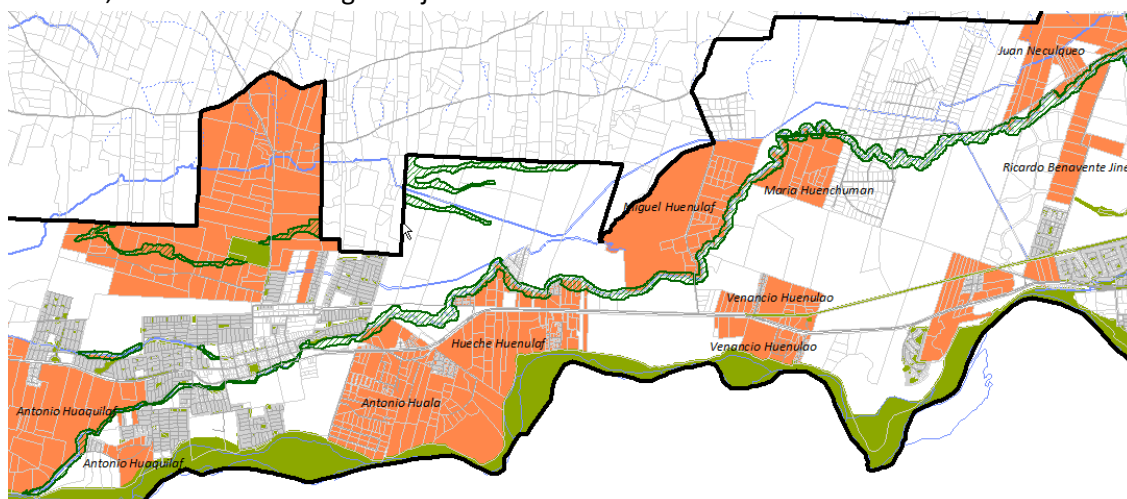 Juan Neculqueo
Ricardo Benavente Jine
Maria Huenchuman
Miguel Huenulaf
Venancio Huenulao
Hueche Huenulaf
Venancio Huenulao
Antonio Huala
Antonio Huaquilaf
Antonio Huaquilaf